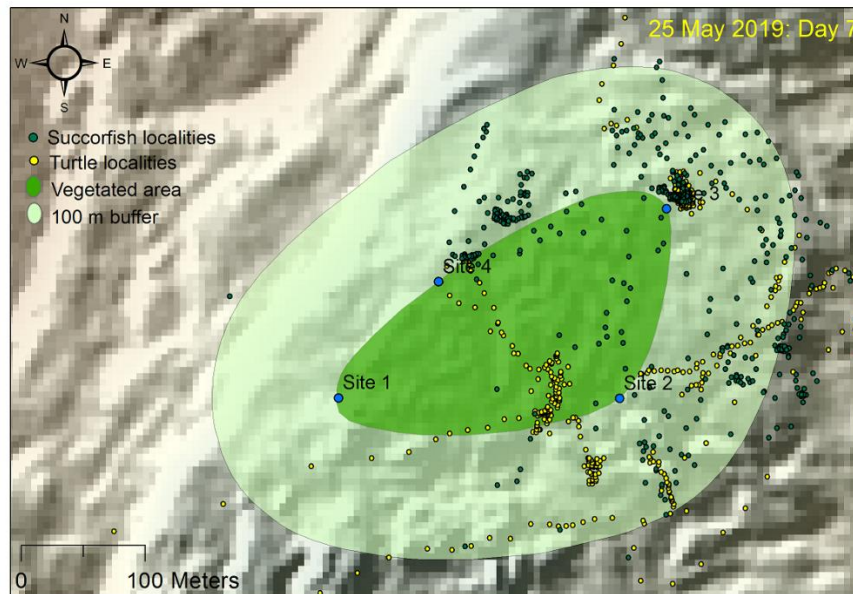 25 May 2019: Day 7
N
W E
S
Succorfish localities
Turtle localities
Vegetated area
100 m buffer
3
Site 4
Site 1
Site 2
0 100 Meters